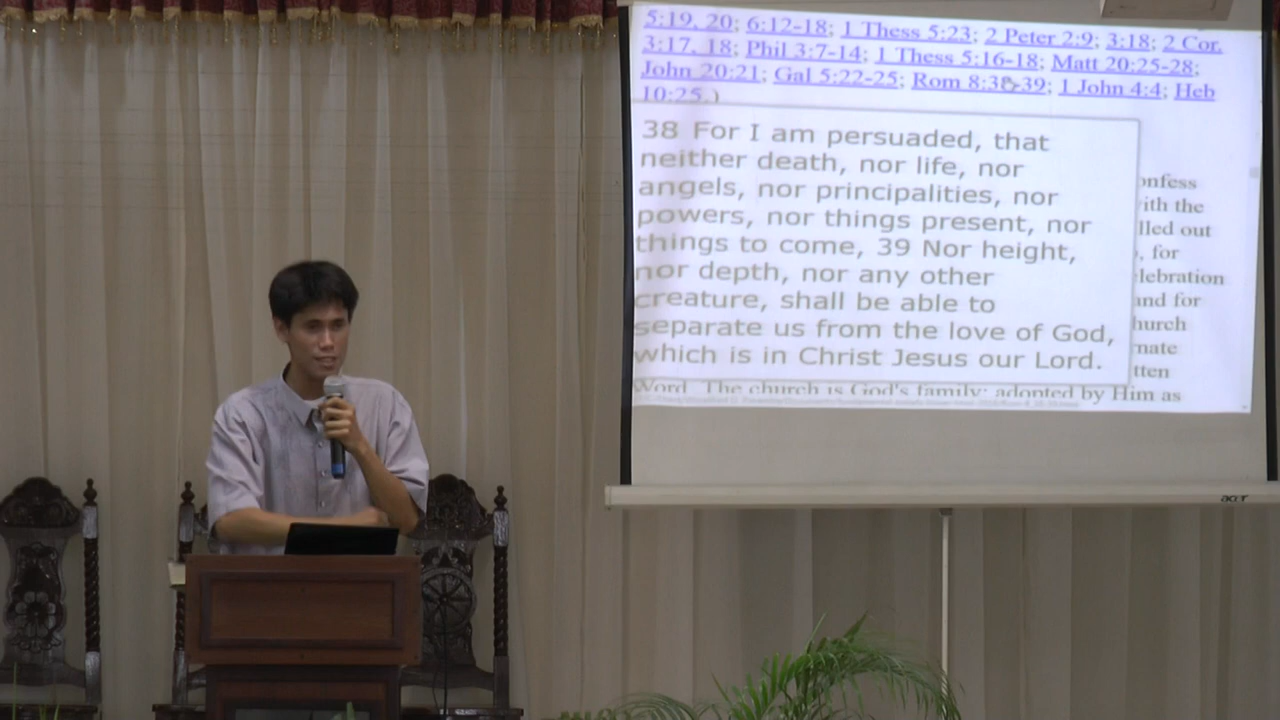 5:19, 20; 6:12-18; 1 Thess 5:23; 2 Peter 2:9; 3:18; 2 Cor.
3:17, 18; Phil 3:7-14; 1 Thess 5:16-18; Matt 20:25-28;
John 20:21; Gal 5:22-25; Rom 8:38-39; 1 John 4:4; Heb
10:25.)
38 For I am persuaded, that
neither death, nor life, nor
angels, nor principalities, nor
powers, nor things present, nor
things to come, 39 Nor height,
nor depth, nor any other
creature, shall be able to
separate us from the love of God,
which is in Christ Jesus our Lord.
onfess
ith the
lled out
, for
lebration
and for
hurch
rnate
tten
Word. The church is God's family; adopted by Him as
acer